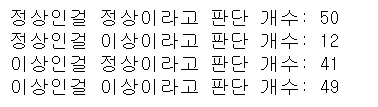 정상인걸 정상이라고 판단 개수: 50
정상인걸 이상이라고 판단 개수: 12
이상인걸 정상이라고 판단 개수: 41
이상인걸 이상이라고 판단 개수: 49